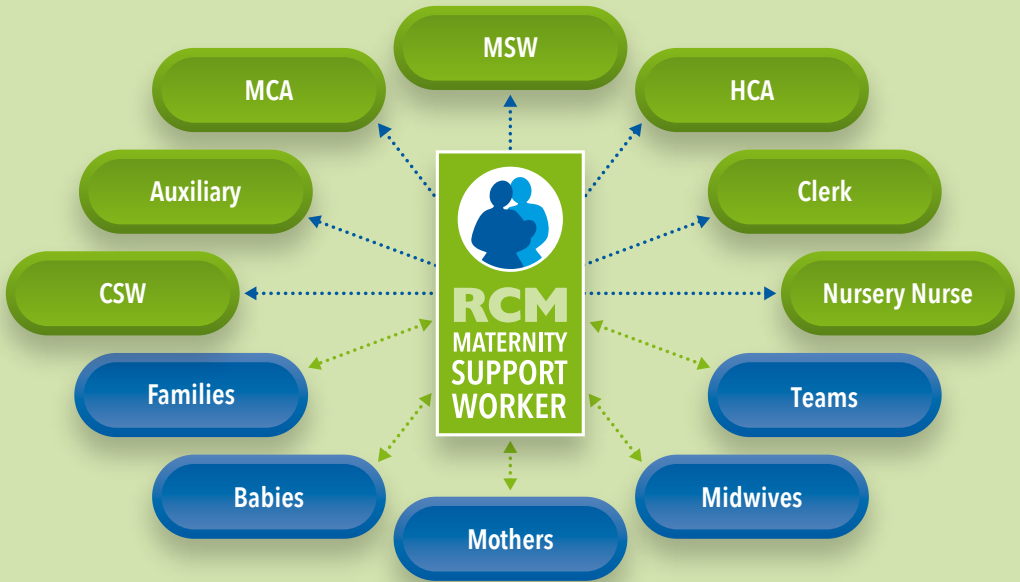 MSW
MCA
HCA
Auxiliary
Clerk
CSW
Nursery Nurse
RCM
MATERNITY
SUPPORT
WORKER
Families
Teams
Babies
Midwives
Mothers